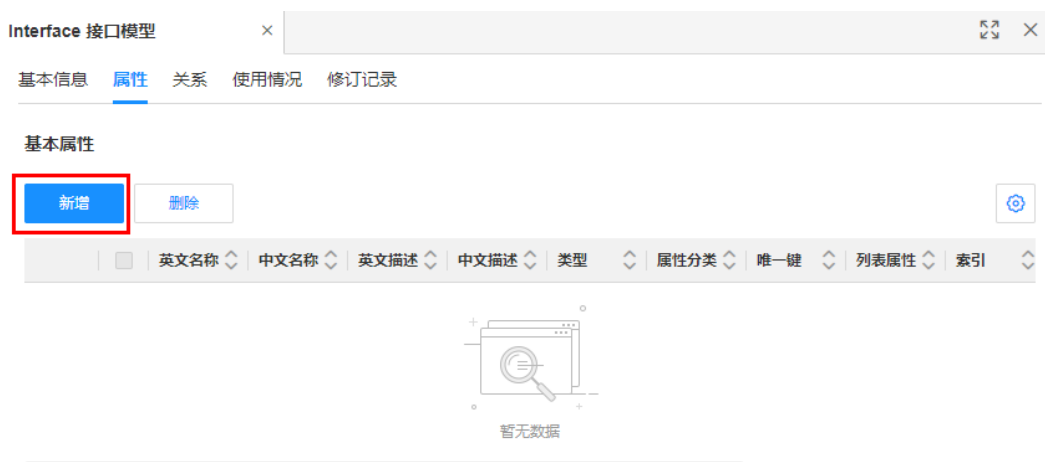 Interface 接口模型
基本信息 属性 关系 使用情况 修订记录
基本属性
新增 删除
英文名称 中文名称 英文描述 中文描述 类型 属性分类 唯一键 列表属性 索引
暂无数据